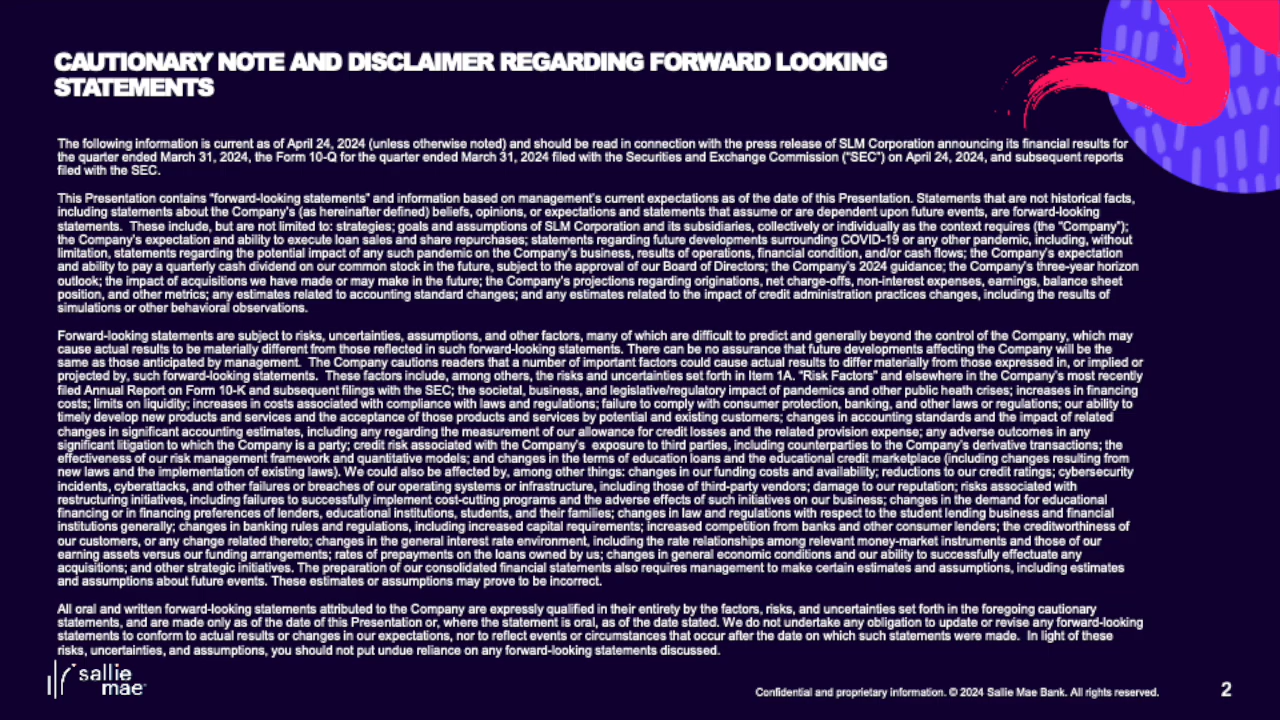 CAUTIONARY NOTE AND DISCLAIMER REGARDING FORWARD LOOKING
STATEMENTS
The following information is current as of April 24, 2024 (unless otherwise noted) and should be read in connection with the press release of SLM Corporation announcing its financial results for
the quarter ended March 31, 2024, the Form 10-Q for the quarter ended March 31, 2024 filed with the Securities and Exchange Commission ("SEC") on April 24, 2024, and subsequent reports
filed with the SEC.
This Presentation contains "forward-looking statements" and information based on management's current expectations as of the date of this Presentation. Statements that are not historical facts,
including statements about the Company's (as hereinafter defined) beliefs, opinions, or expectations and statements that assume or are dependent upon future events, are forward-looking
statements. These include, but are not limited to: strategies; goals and assumptions of SLM Corporation and its subsidiaries, collectively or individually as the context requires (the "Company");
the Company's expectation and ability to execute loan sales and share repurchases; statements regarding future developments surrounding COVID-19 or any other pandemic, including, without
limitation, statements regarding the potential impact of any such pandemic on the Company's business, results of operations, financial condition, and/or cash flows; the Company's expectation
and ability to pay a quarterly cash dividend on our common stock in the future, subject to the approval of our Board of Directors; the Company's 2024 guidance; the Company's three-year horizon
outlook; the impact of acquisitions we have made or may make in the future; the Company's projections regarding originations, net charge-offs, non-interest expenses, earnings, balance sheet
position, and other metrics; any estimates related to accounting standard changes; and any estimates related to the impact of credit administration practices changes, including the results of
simulations or other behavioral observations.
Forward-looking statements are subject to risks, uncertainties, assumptions, and other factors, many of which are difficult to predict and generally beyond the control of the Company, which may
cause actual results to be materially different from those reflected in such forward-looking statements. There can be no assurance that future developments affecting the Company will be the
same as those anticipated by management. The Company cautions readers that a number of important factors could cause actual results to differ materially from those expressed in, or implied or
projected by, such forward-looking statements. These factors include, among others, the risks and uncertainties set forth in Item 1A. "Risk Factors" and elsewhere in the Company's most recently
filed Annual Report on Form 10-K and subsequent filings with the SEC; the societal, business, and legislative/regulatory impact of pandemics and other public heath crises; increases in financing
costs; limits on liquidity; increases in costs associated with compliance with laws and regulations; failure to comply with consumer protection, banking, and other laws or regulations; our ability to
timely develop new products and services and the acceptance of those products and services by potential and existing customers; changes in accounting standards and the impact of related
changes in significant accounting estimates, including any regarding the measurement of our allowance for credit losses and the related provision expense; any adverse outcomes in any
significant litigation to which the Company is a party; credit risk associated with the Company's exposure to third parties, including counterparties to the Company's derivative transactions; the
effectiveness of our risk management framework and quantitative models; and changes in the terms of education loans and the educational credit marketplace (including changes resulting from
new laws and the implementation of existing laws). We could also be affected by, among other things: changes in our funding costs and availability; reductions to our credit ratings; cybersecurity
incidents, cyberattacks, and other failures or breaches of our operating systems or infrastructure, including those of third-party vendors; damage to our reputation; risks associated with
restructuring initiatives, including failures to successfully implement cost-cutting programs and the adverse effects of such initiatives on our business; changes in the demand for educational
financing or in financing preferences of lenders, educational institutions, students, and their families; changes in law and regulations with respect to the student lending business and financial
institutions generally; changes in banking rules and regulations, including increased capital requirements; increased competition from banks and other consumer lenders; the creditworthiness of
our customers, or any change related thereto; changes in the general interest rate environment, including the rate relationships among relevant money-market instruments and those of our
earning assets versus our funding arrangements; rates of prepayments on the loans owned by us; changes in general economic conditions and our ability to successfully effectuate any
acquisitions; and other strategic initiatives. The preparation of our consolidated financial statements also requires management to make certain estimates and assumptions, including estimates
and assumptions about future events. These estimates or assumptions may prove to be incorrect.
All oral and written forward-looking statements attributed to the Company are expressly qualified in their entirety by the factors, risks, and uncertainties set forth in the foregoing cautionary
statements, and are made only as of the date of this Presentation or, where the statement is oral, as of the date stated. We do not undertake any obligation to update or revise any forward-looking
statements to conform to actual results or changes in our expectations, nor to reflect events or circumstances that occur after the date on which such statements were made. In light of these
risks, uncertainties, and assumptions, you should not put undue reliance on any forward-looking statements discussed.
sallie
mae
Confidential and proprietary information. © 2024 Sallie Mae Bank. All rights reserved.
2